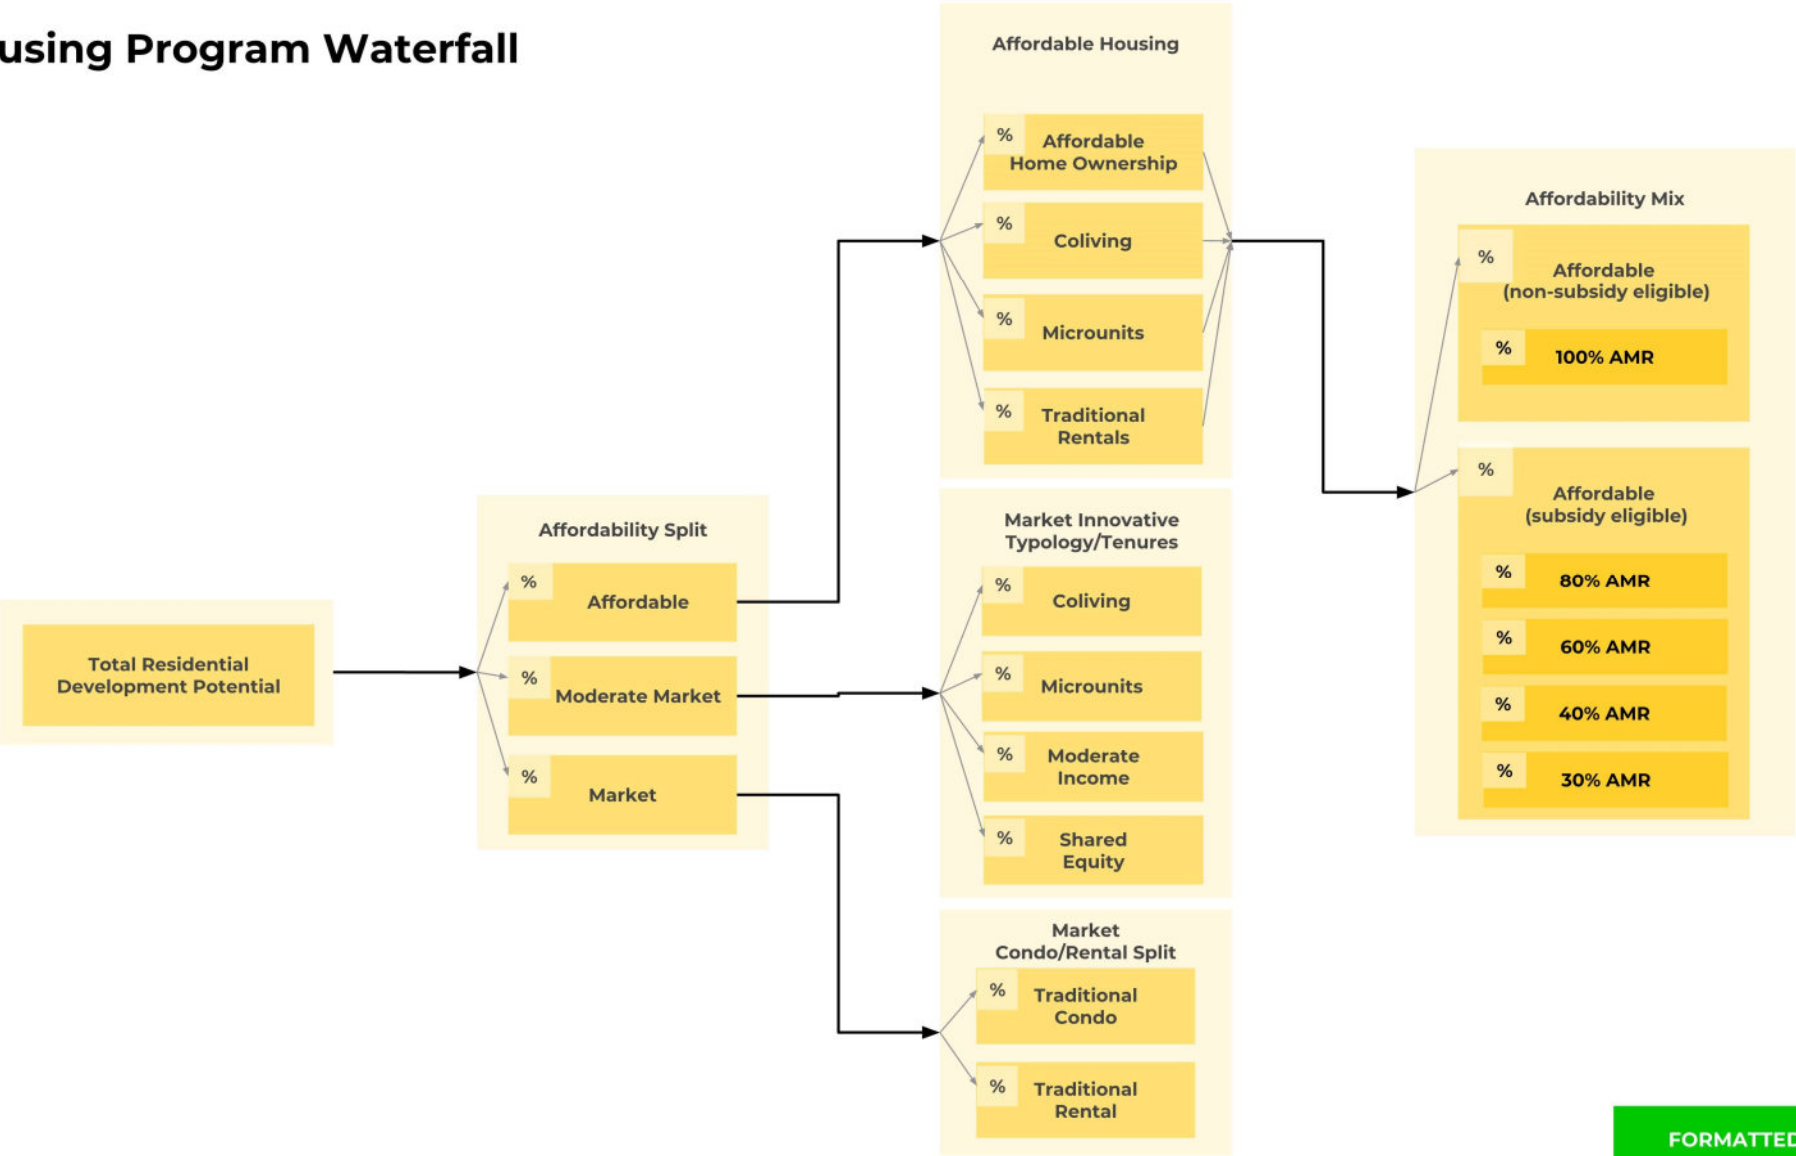 using Program Waterfall
Total Residential
Development Potential
Affordability Split
%
Affordable
%
Moderate Market
%
Market
Affordable Housing
%
Affordable
Home Ownership
%
Coliving
%
Microunits
%
Traditional
Rentals
Market Innovative
Typology/Tenures
%
Coliving
%
Microunits
%
Moderate
Income
%
Shared
Equity
Market
Condo/Rental Split
%
Traditional
Condo
%
Traditional
Rental
Affordability Mix
%
Affordable
(non-subsidy eligible)
%
100% AMR
%
Affordable
(subsidy eligible)
%
80% AMR
%
60% AMR
%
40% AMR
%
30% AMR
FORMATTED